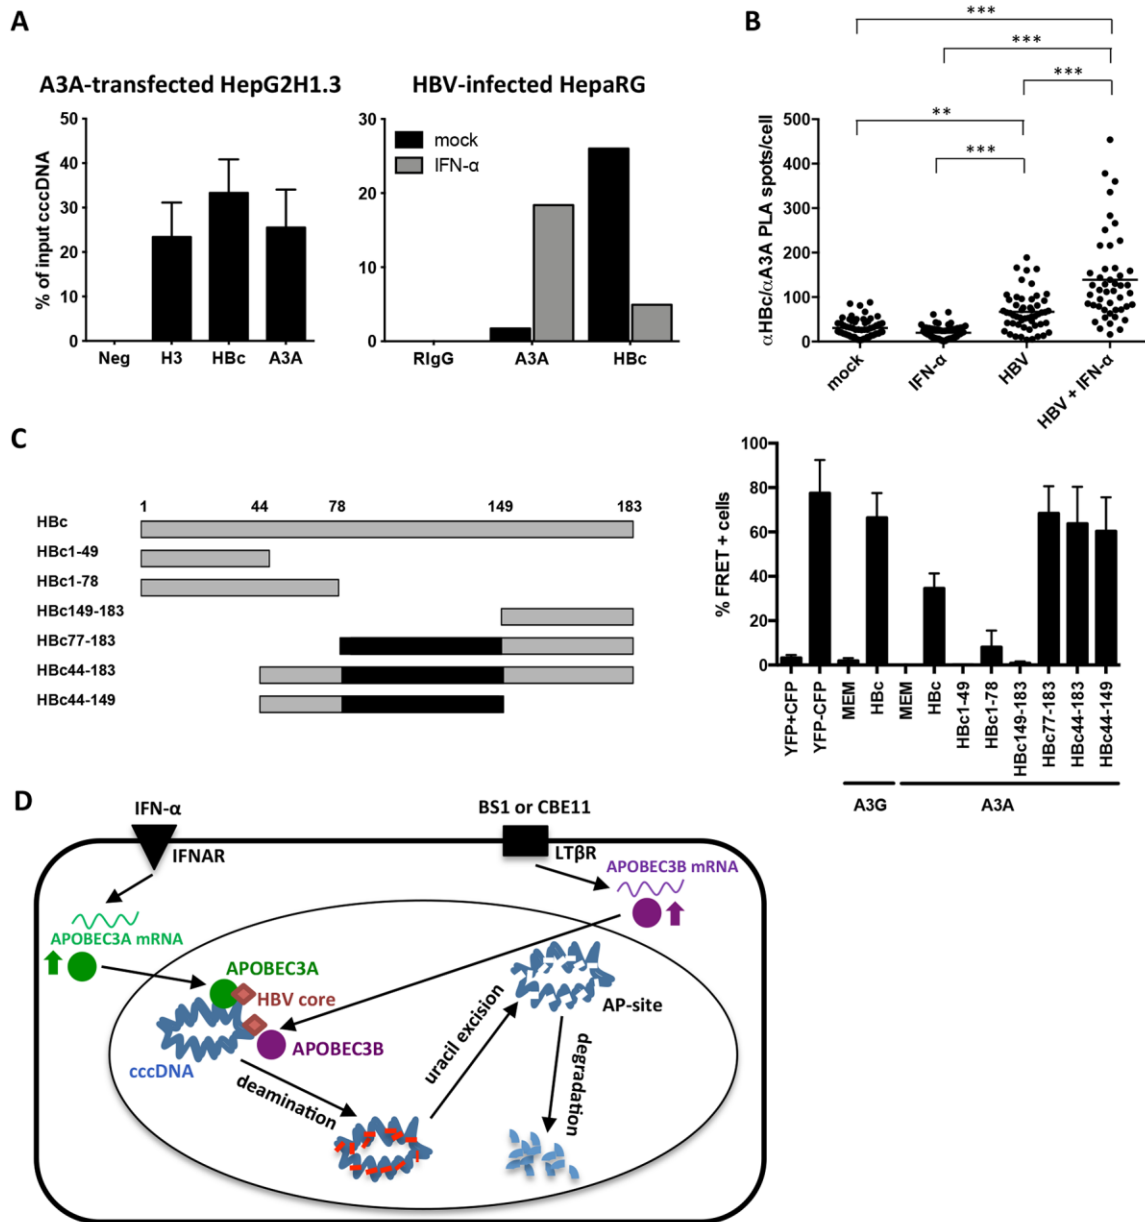 A
A3A-transfected HepG2H1.3
% of input cccDNA
50
40
30
20
10
0
Neg
H3
HBc
A3A
HBV-infected HepaRG
30
20
10
0
mock
IFN-α
RIgG
A3A
HBc
B
***
***
***
**
***
αHBc/αA3A PLA spots/cell
500
400
300
200
100
0
mock
IFN-α
HBV
HBV + IFN-α
C
1
44
78
149
183
HBc
HBc1-49
HBc1-78
HBc149-183
HBc77-183
HBc44-183
HBc44-149
% FRET + cells
100
80
60
40
20
0
YFP+CFP
YFP-CFP
MEM
HBc
MEM
HBc
HBc1-49
HBc1-78
HBc149-183
HBc77-183
HBc44-183
HBc44-149
A3G
A3A
D
IFN-α
IFNAR
BS1 or CBE11
LTβR
APOBEC3B mRNA
APOBEC3A mRNA
APOBEC3A
HBV core
APOBEC3B
cccDNA
deamination
uracil excision
AP-site
degradation